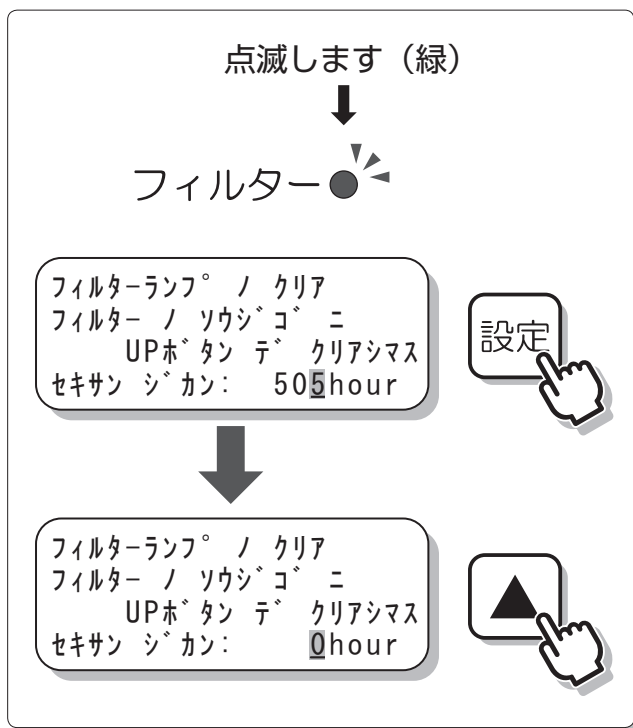 点滅します（緑）
フィルター
フィルターランプ ノ クリア
フィルター ノ ソウジゴ ニ
UPボタン デ クリアシマス
セキサン ジカン: 505hour
設定
フィルターランプ ノ クリア
フィルター ノ ソウジゴ ニ
UPボタン デ クリアシマス
セキサン ジカン: 0hour